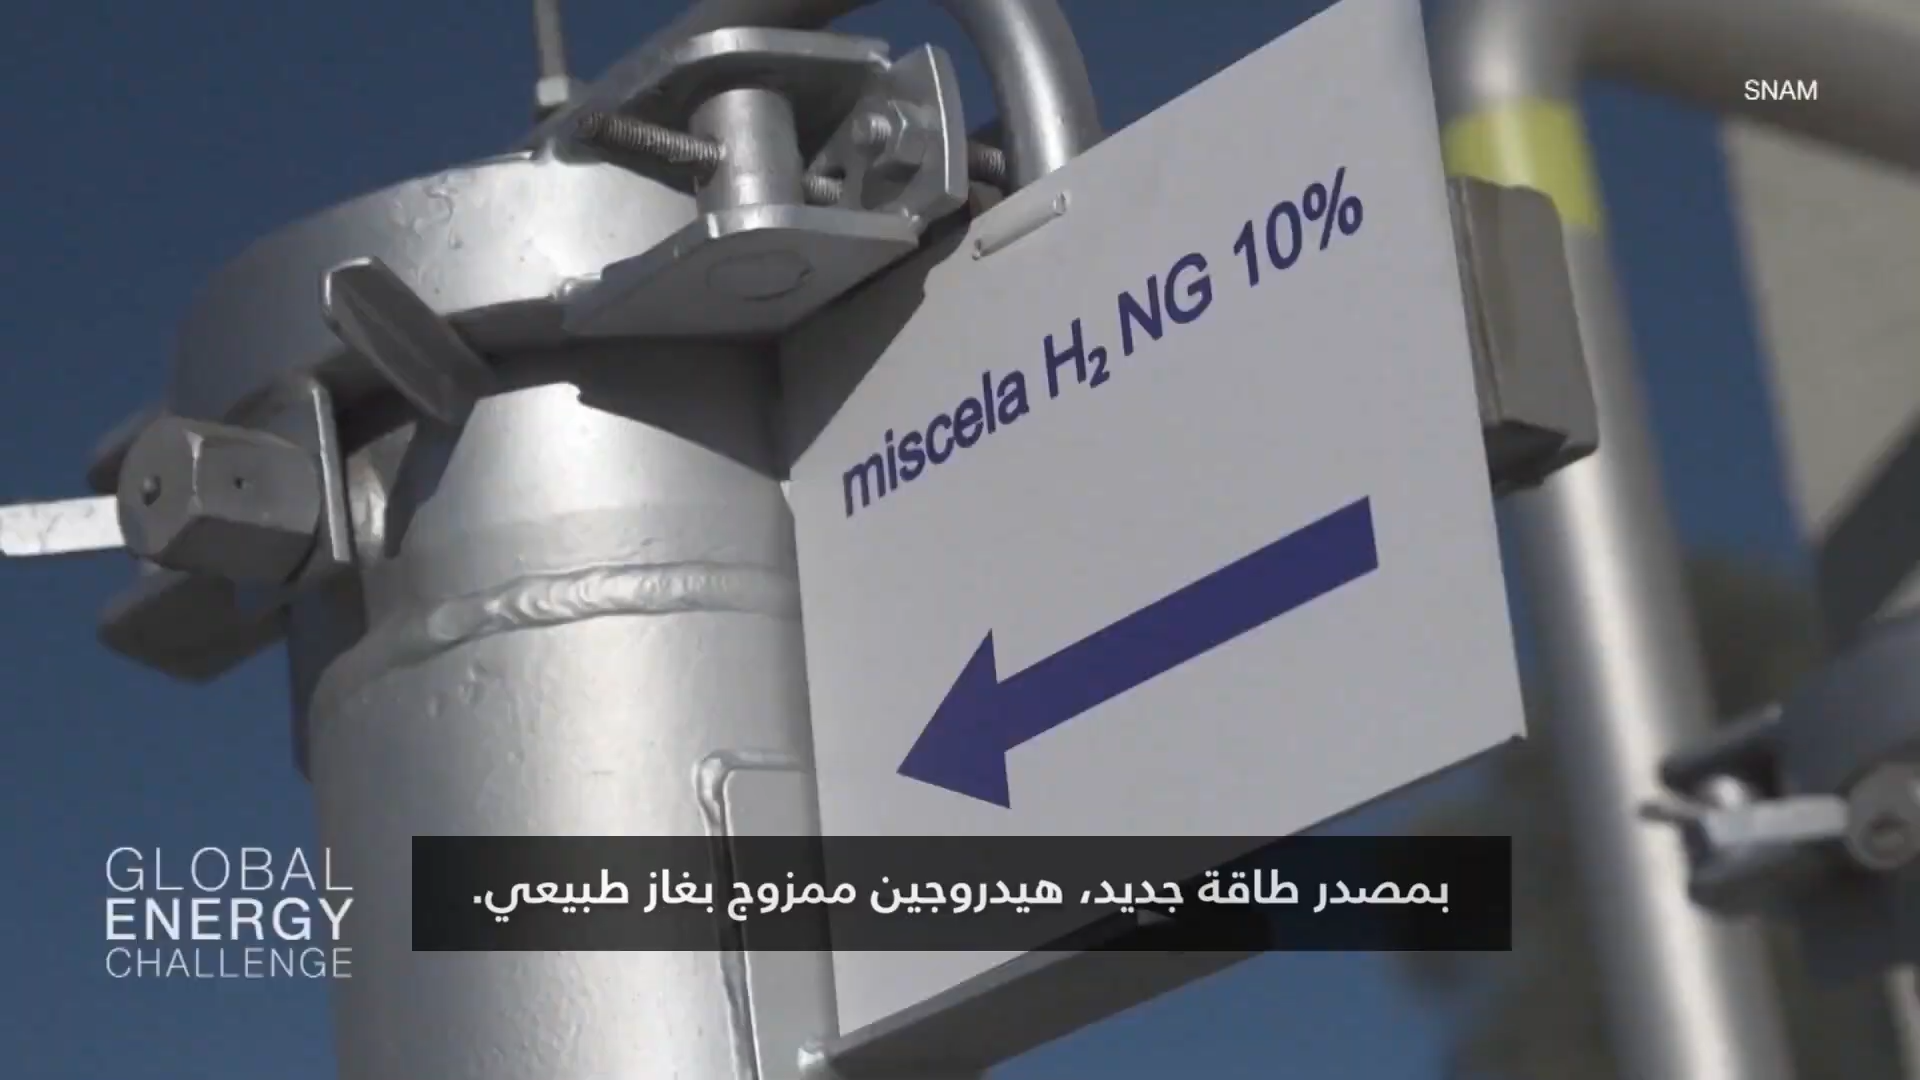 SNAM
miscela H₂ NG 10%
بمصدر طاقة جديد، هيدروجين ممزوج بغاز طبيعي.
GLOBAL
ENERGY
CHALLENGE